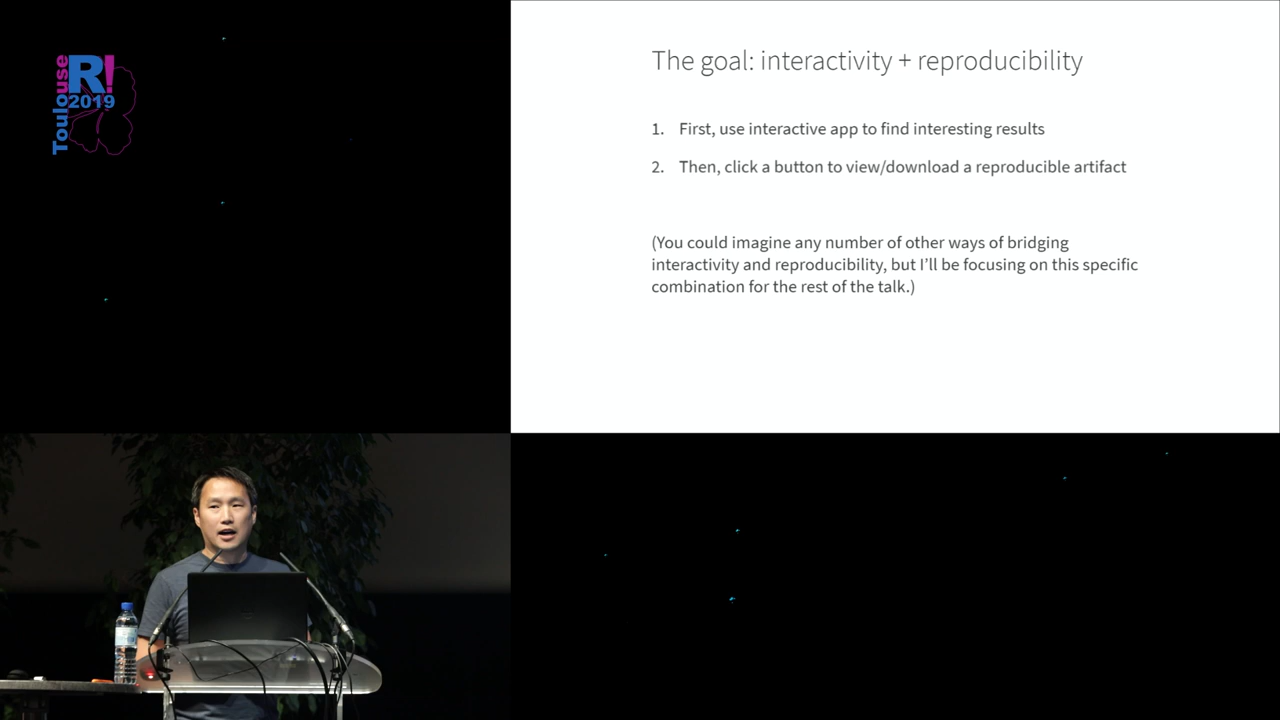 Toulouse
R!
2019
The goal: interactivity + reproducibility
1. First, use interactive app to find interesting results
2. Then, click a button to view/download a reproducible artifact
(You could imagine any number of other ways of bridging
interactivity and reproducibility, but I'll be focusing on this specific
combination for the rest of the talk.)